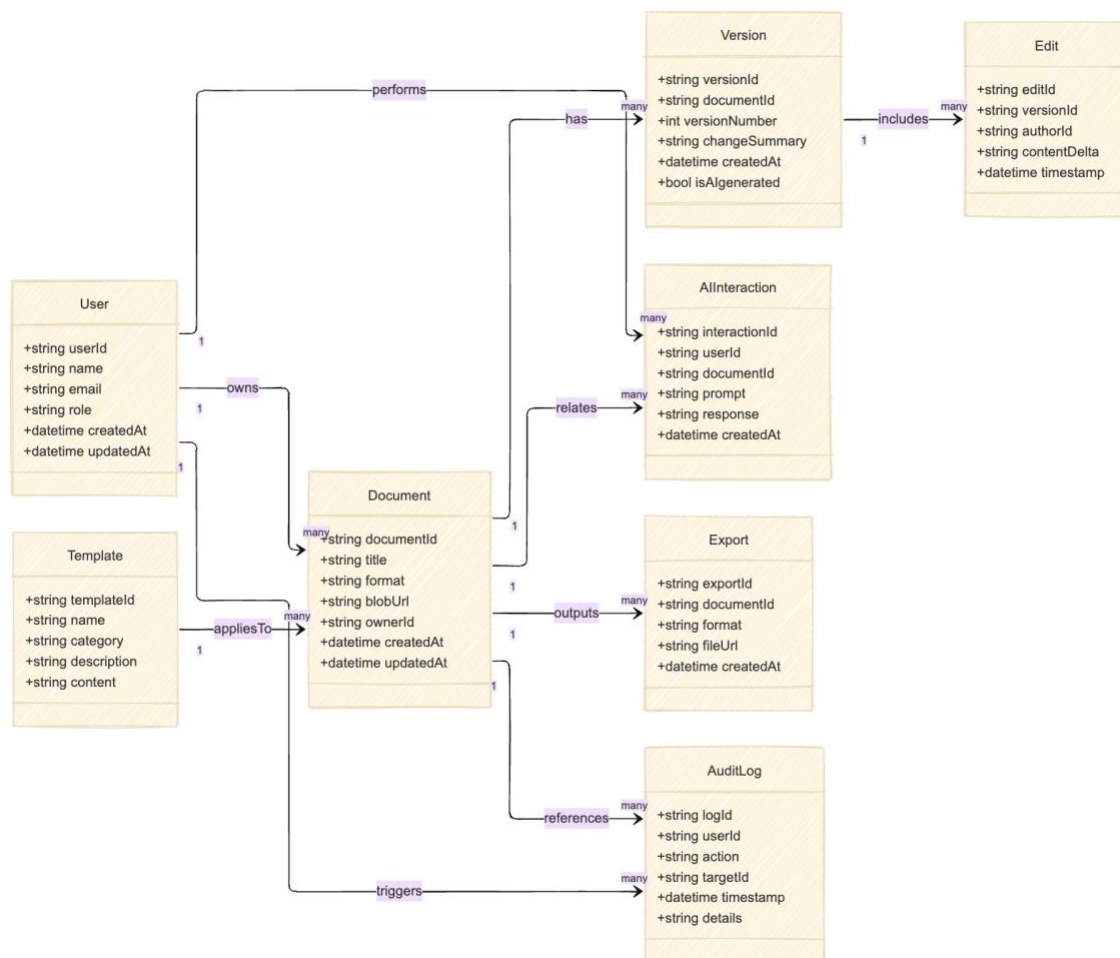 User
+string userId
+string name
+string email
+string role
+datetime createdAt
+datetime updatedAt
Template
+string templateId
+string name
+string category
+string description
+string content
performs
1
many
owns
1
many
1
triggers
many
appliesTo
1
many
Document
+string documentId
+string title
+string format
+string blobUrl
+string ownerId
+datetime createdAt
+datetime updatedAt
has
1
many
relates
1
many
outputs
1
many
references
1
many
Version
+string versionId
+string documentId
+int versionNumber
+string changeSummary
+datetime createdAt
+bool isAIgenerated
includes
1
many
Edit
+string editId
+string versionId
+string authorId
+string contentDelta
+datetime timestamp
AIInteraction
+string interactionId
+string userId
+string documentId
+string prompt
+string response
+datetime createdAt
Export
+string exportId
+string documentId
+string format
+string fileUrl
+datetime createdAt
AuditLog
+string logId
+string userId
+string action
+string targetId
+datetime timestamp
+string details